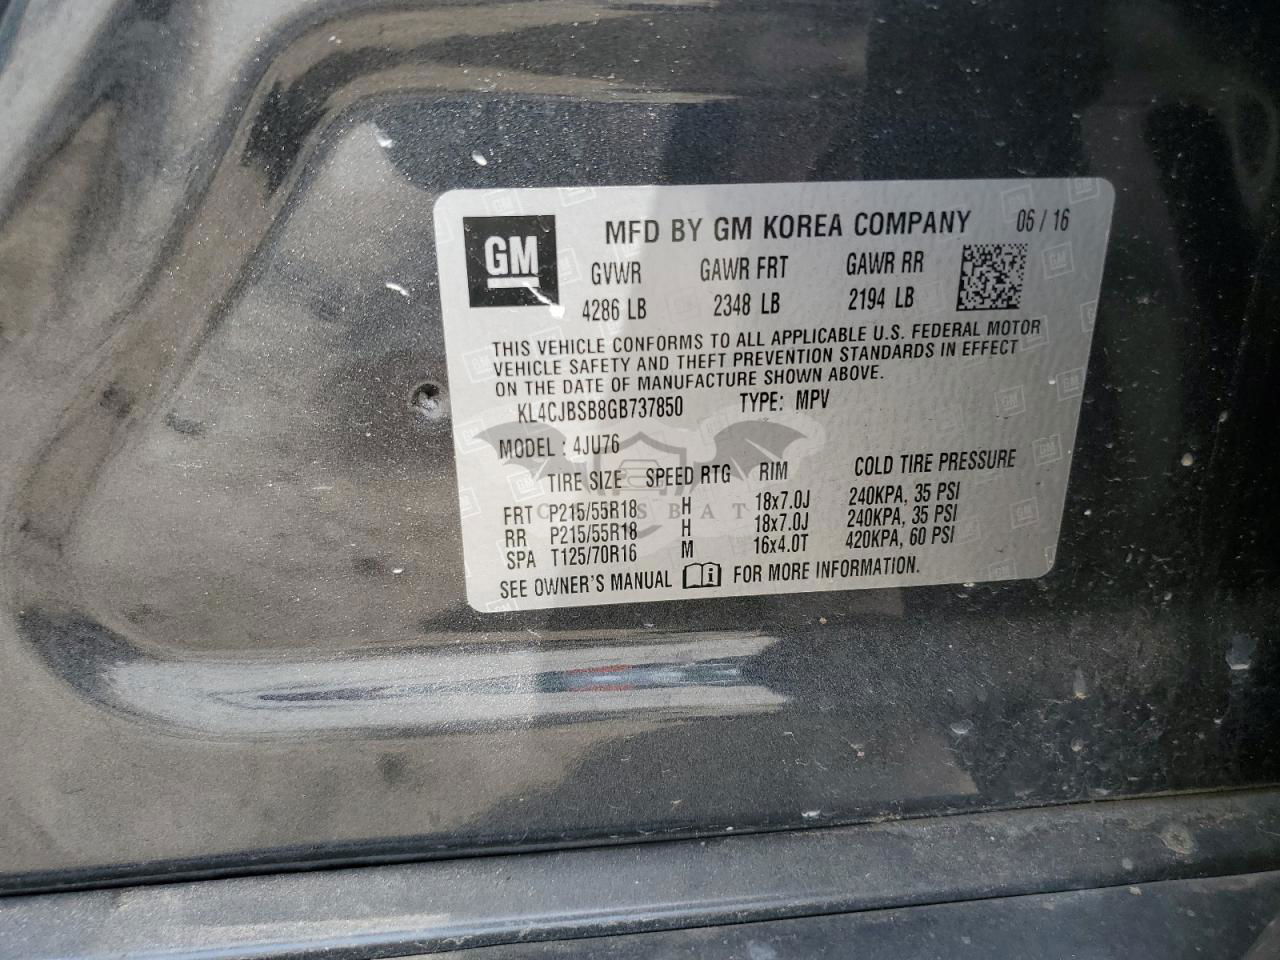 GM
MFD BY GM KOREA COMPANY 06 / 16
GVWR GAWR FRT GAWR RR
4286 LB 2348 LB 2194 LB
THIS VEHICLE CONFORMS TO ALL APPLICABLE U.S. FEDERAL MOTOR
VEHICLE SAFETY AND THEFT PREVENTION STANDARDS IN EFFECT
ON THE DATE OF MANUFACTURE SHOWN ABOVE.
KL4CJBSB8GB737850 TYPE: MPV
MODEL : 4JU76
TIRE SIZE SPEED RTG RIM COLD TIRE PRESSURE
FRT P215/55R18 H 18x7.0J 240KPA, 35 PSI
RR P215/55R18 H 18x7.0J 240KPA, 35 PSI
SPA T125/70R16 M 16x4.0T 420KPA, 60 PSI
SEE OWNER'S MANUAL FOR MORE INFORMATION.